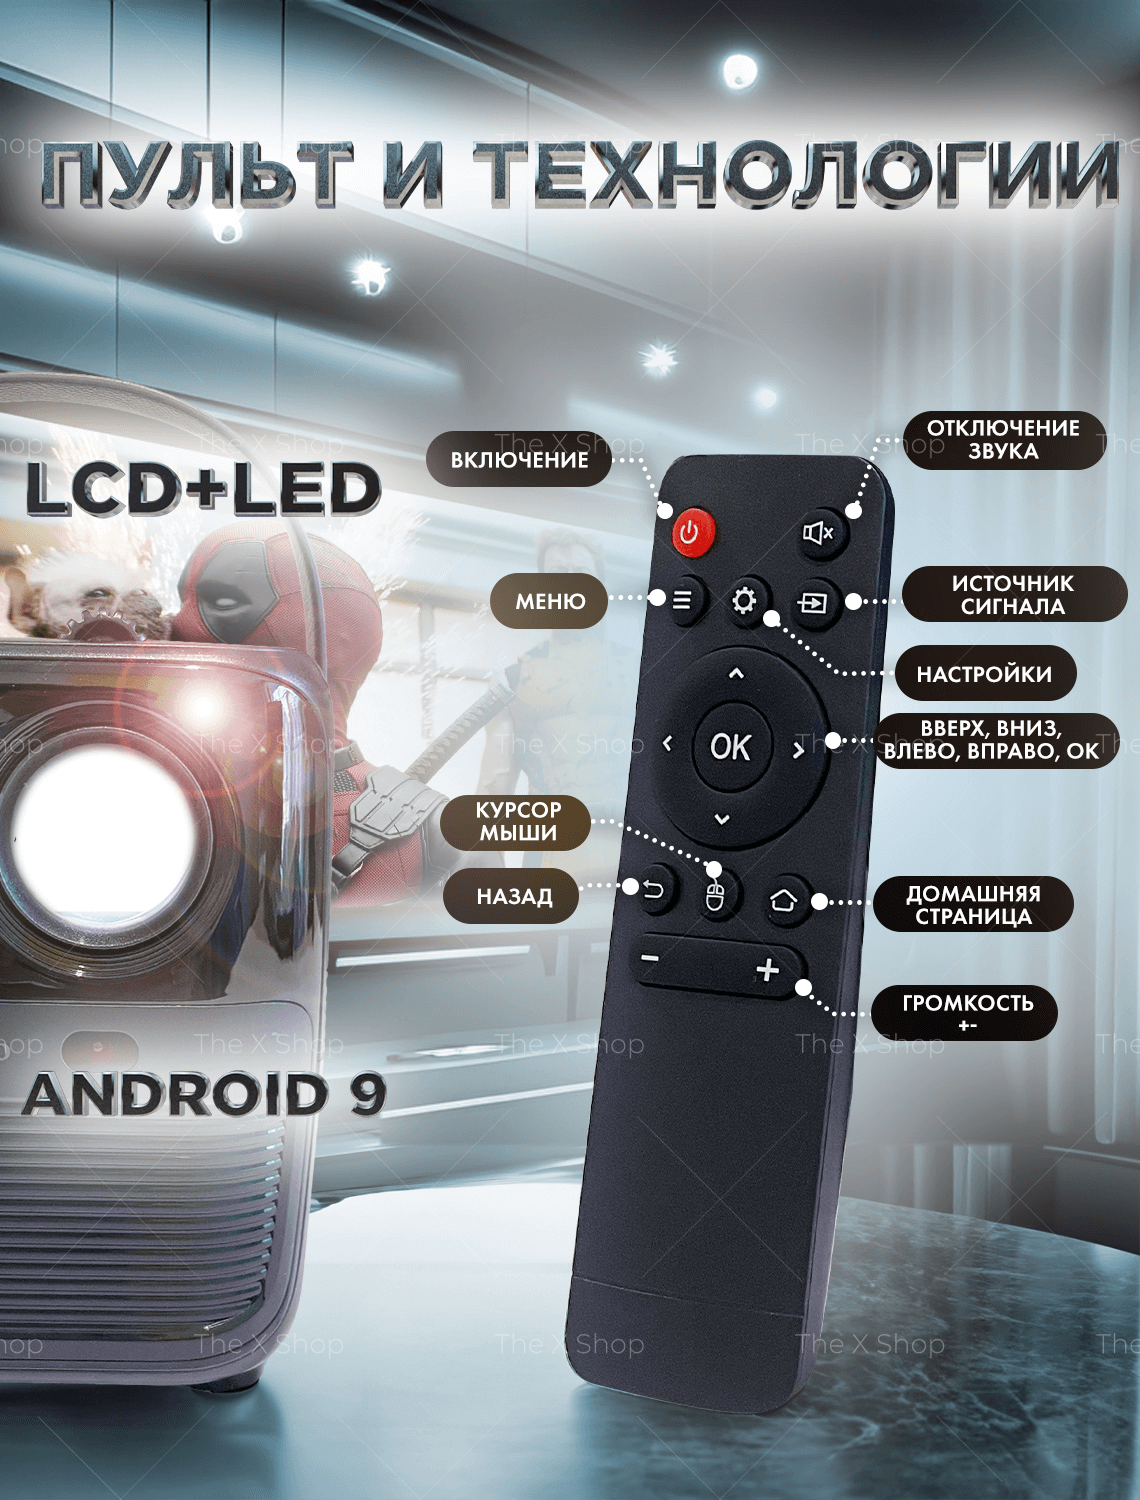 ПУЛЬТ И ТЕХНОЛОГИИ
LCD+LED
ВКЛЮЧЕНИЕ
ОТКЛЮЧЕНИЕ
ЗВУКА
МЕНЮ
ИСТОЧНИК
СИГНАЛА
НАСТРОЙКИ
ВВЕРХ, ВНИЗ,
ВЛЕВО, ВПРАВО, ОК
OK
КУРСОР
МЫШИ
НАЗАД
ДОМАШНЯЯ
СТРАНИЦА
ГРОМКОСТЬ
+-
ANDROID 9
The X Shop